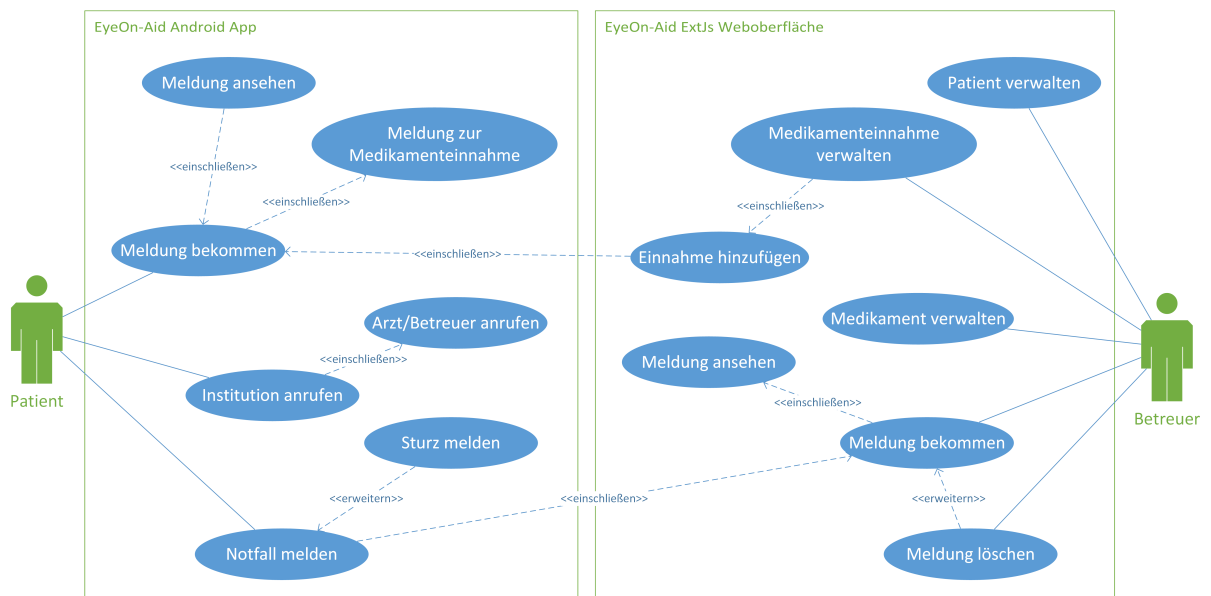 EyeOn-Aid Android App
Meldung ansehen
Meldung zur
Medikamenteinnahme
<<einschließen>>
<<einschließen>>
Meldung bekommen
<<einschließen>>
Arzt/Betreuer anrufen
<<einschließen>>
Institution anrufen
Patient
Sturz melden
<<erweitern>>
<<einschließen>>
Notfall melden
EyeOn-Aid ExtJs Weboberfläche
Patient verwalten
Medikamenteinnahme
verwalten
<<einschließen>>
Einnahme hinzufügen
Medikament verwalten
Meldung ansehen
<<einschließen>>
Betreuer
Meldung bekommen
<<erweitern>>
Meldung löschen